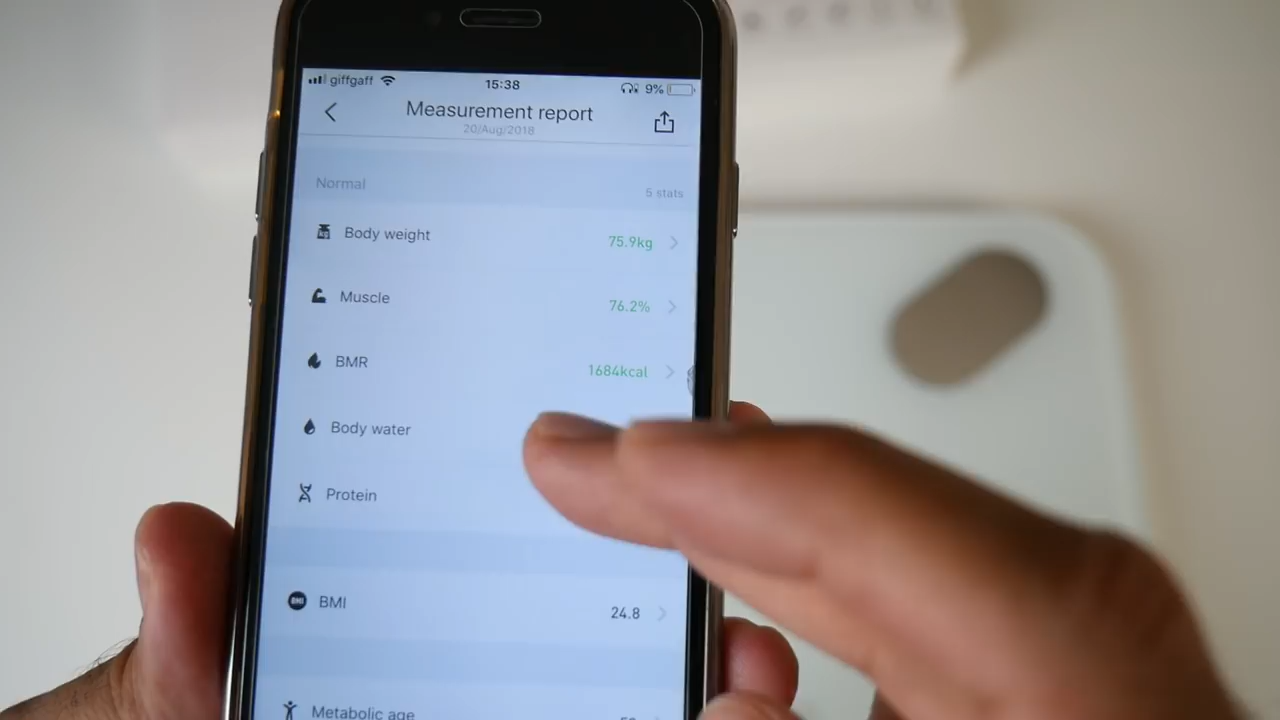 giffgaff 15:38 9%
Measurement report
20/Aug/2018
Normal 5 stats
Body weight 75.9kg
Muscle 76.2%
BMR 1684kcal
Body water
Protein
BMI BMI 24.8
Metabolic age